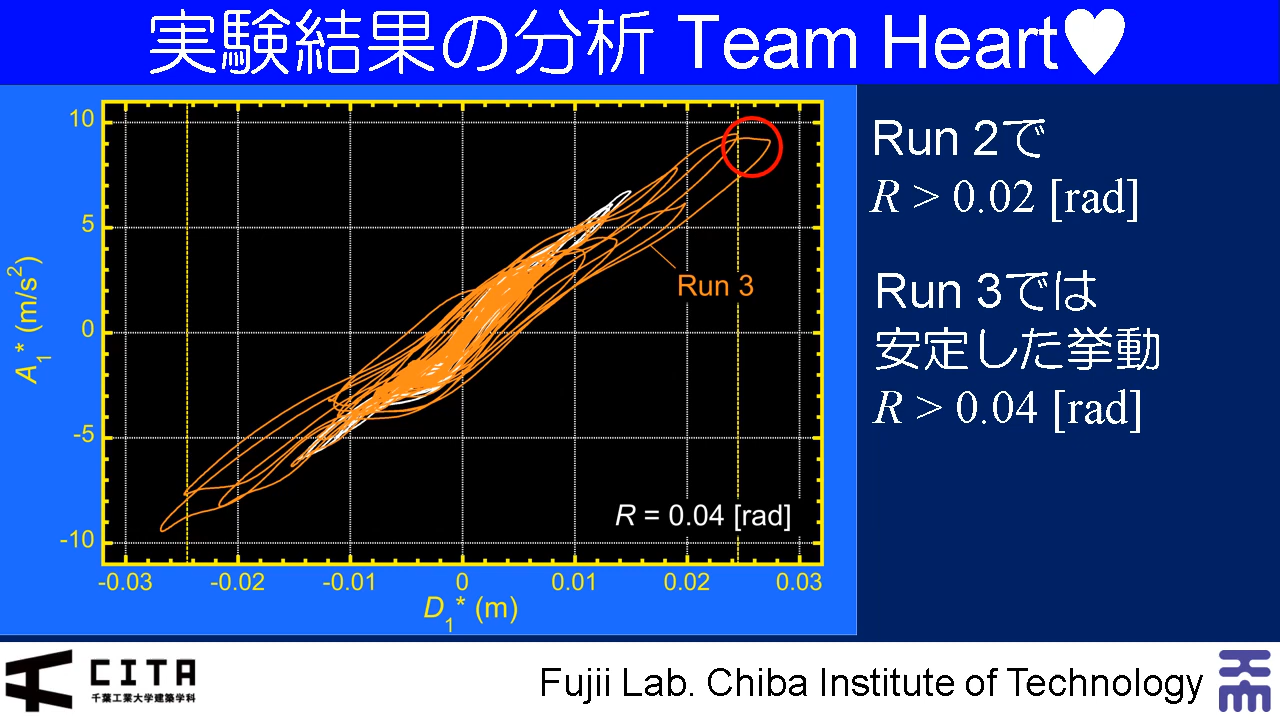 実験結果の分析 Team Heart♥
10
5
0
-5
-10
A₁* (m/s²)
Run 3
R = 0.04 [rad]
-0.03 -0.02 -0.01 0 0.01 0.02 0.03
D₁* (m)
Run 2で
R > 0.02 [rad]
Run 3では
安定した挙動
R > 0.04 [rad]
CITA
千葉工業大学建築学科
Fujii Lab. Chiba Institute of Technology